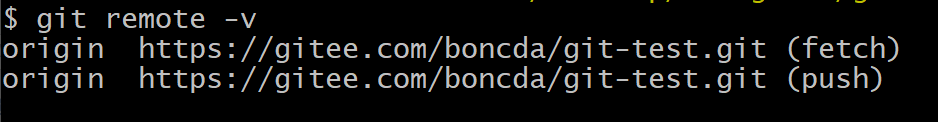 $ git remote -v
origin  https://gitee.com/boncda/git-test.git (fetch)
origin  https://gitee.com/boncda/git-test.git (push)